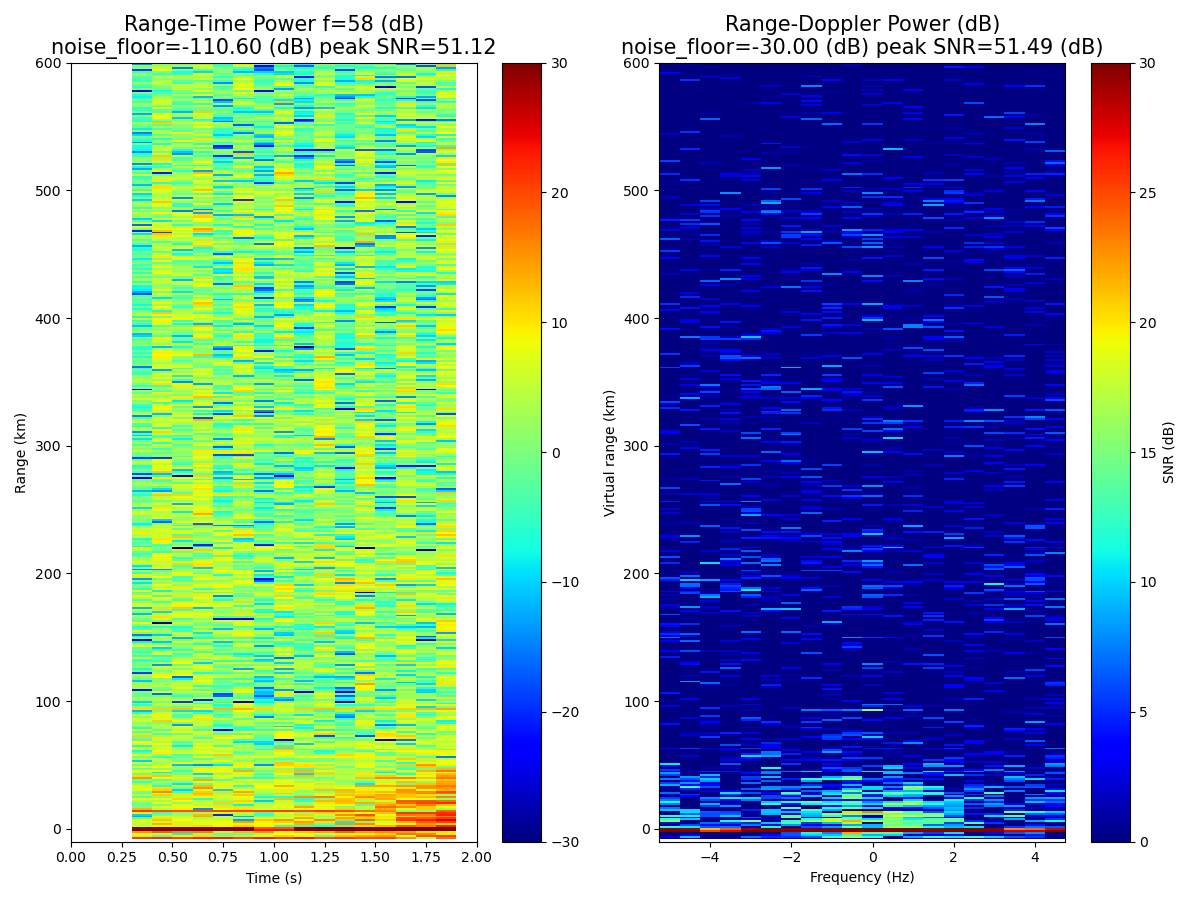 Range-Time Power f=58 (dB)
noise_floor=-110.60 (dB) peak SNR=51.12
600
500
400
300
200
100
0
Range (km)
0.00 0.25 0.50 0.75 1.00 1.25 1.50 1.75 2.00
Time (s)
30
20
10
0
−10
−20
−30
Range-Doppler Power (dB)
noise_floor=-30.00 (dB) peak SNR=51.49 (dB)
600
500
400
300
200
100
0
Virtual range (km)
−4 −2 0 2 4
Frequency (Hz)
30
25
20
15
10
5
0
SNR (dB)